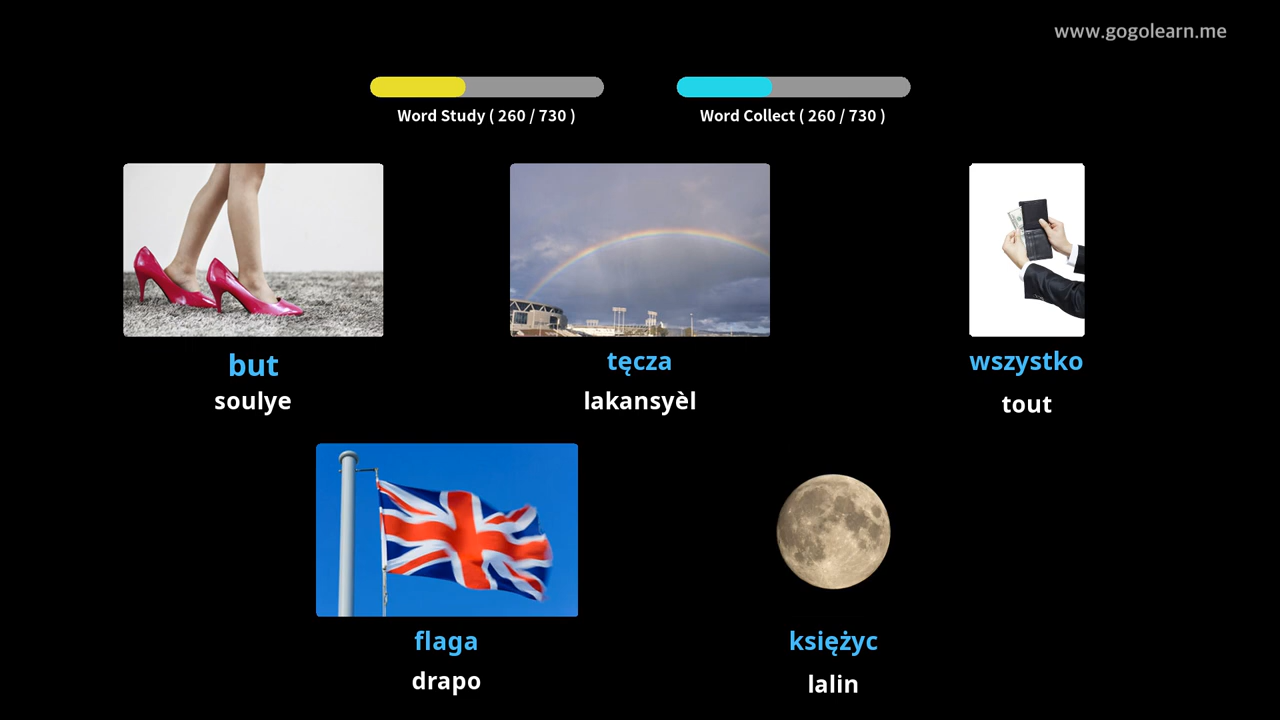 www.gogolearn.me
Word Study ( 260 / 730 )
Word Collect ( 260 / 730 )
but
soulye
tęcza
lakansyèl
wszystko
tout
flaga
drapo
księżyc
lalin